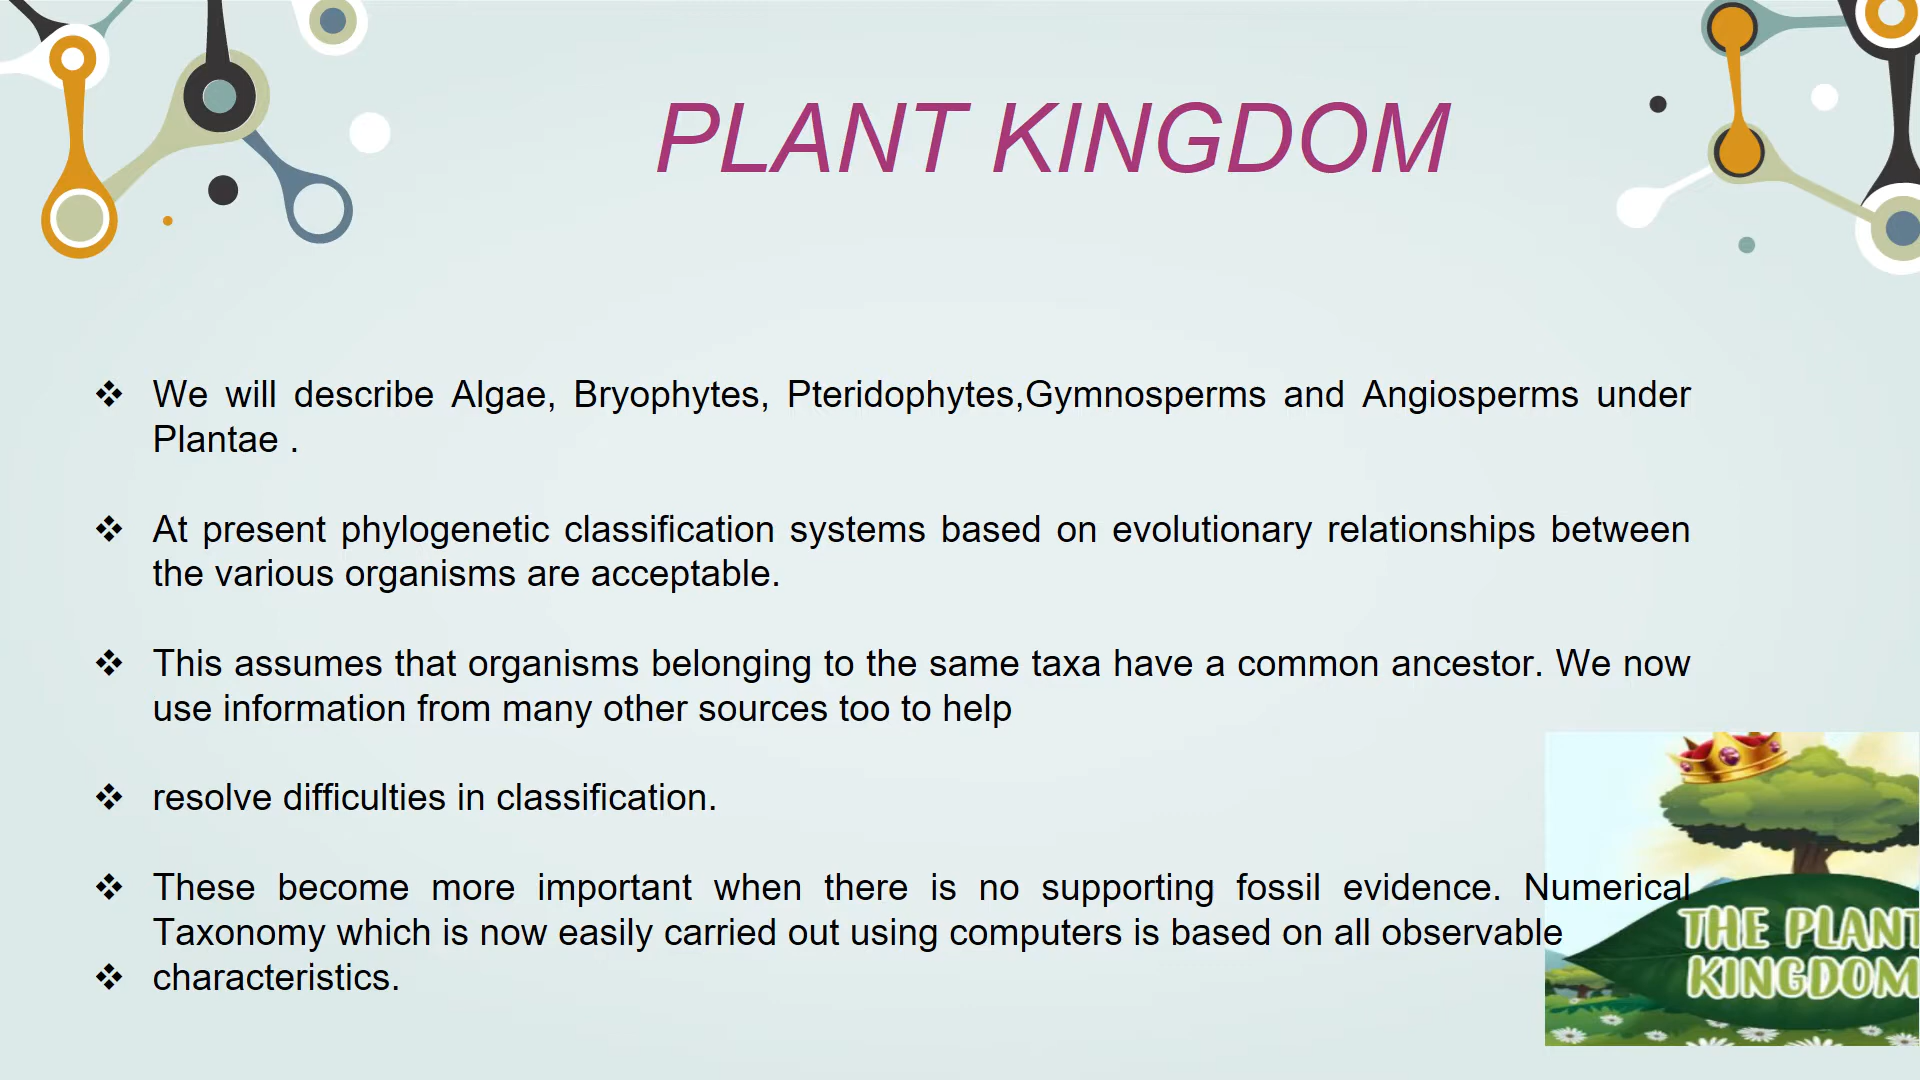 PLANT KINGDOM
❖ We will describe Algae, Bryophytes, Pteridophytes,Gymnosperms and Angiosperms under
Plantae .
❖ At present phylogenetic classification systems based on evolutionary relationships between
the various organisms are acceptable.
❖ This assumes that organisms belonging to the same taxa have a common ancestor. We now
use information from many other sources too to help
❖ resolve difficulties in classification.
❖ These become more important when there is no supporting fossil evidence. Numerical
Taxonomy which is now easily carried out using computers is based on all observable
❖ characteristics.
THE PLANT
KINGDOM